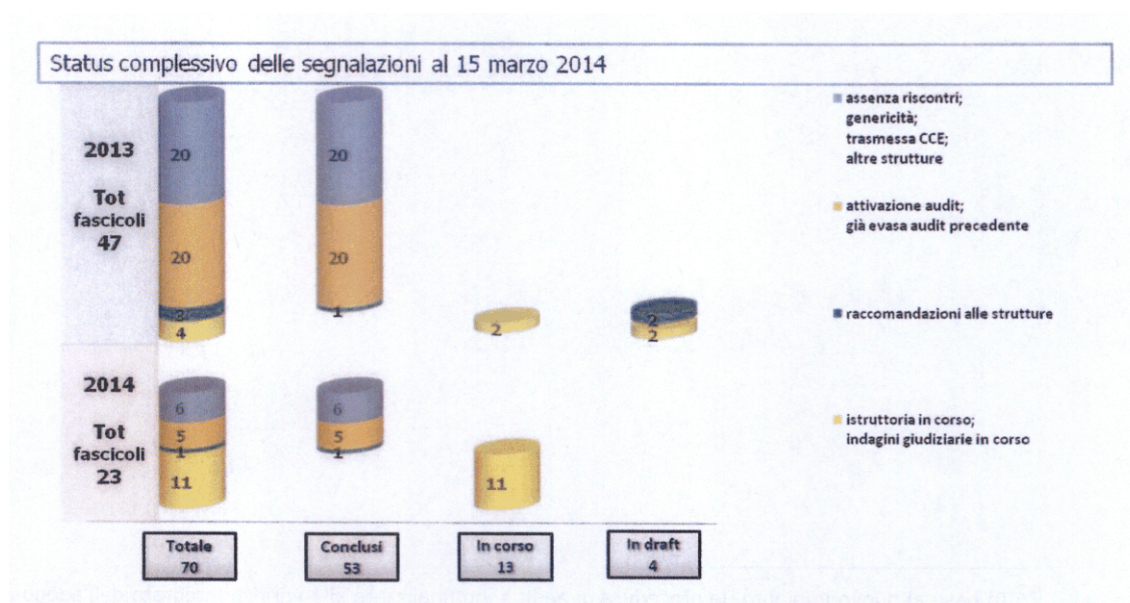 Status complessivo delle segnalazioni al 15 marzo 2014
2013
Tot
fascicoli
47
20
20
3
4
20
20
1
2
2
2
assenza riscontri;
genericità;
trasmessa CCE;
altre strutture
attivazione audit;
già evasa audit precedente
raccomandazioni alle strutture
istruttoria in corso;
indagini giudiziarie in corso
2014
Tot
fascicoli
23
6
5
1
11
6
5
1
11
Totale
70
Conclusi
53
In corso
13
In draft
4